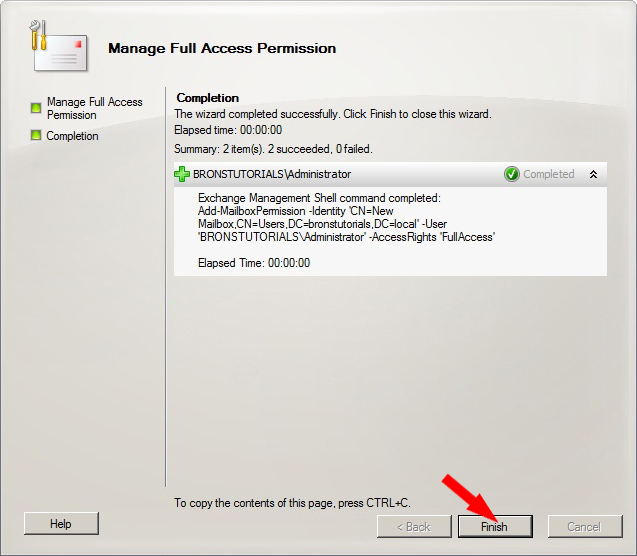 Manage Full Access Permission
Manage Full Access
Permission
Completion
Completion
The wizard completed successfully. Click Finish to close this wizard.
Elapsed time: 00:00:00
Summary: 2 item(s). 2 succeeded, 0 failed.
BRONSTUTORIALS\Administrator
Completed
Exchange Management Shell command completed:
Add-MailboxPermission -Identity 'CN=New
Mailbox,CN=Users,DC=bronstutorials,DC=local' -User
'BRONSTUTORIALS\Administrator' -AccessRights 'FullAccess'
Elapsed Time: 00:00:00
To copy the contents of this page, press CTRL+C.
Help
< Back
Finish
Cancel